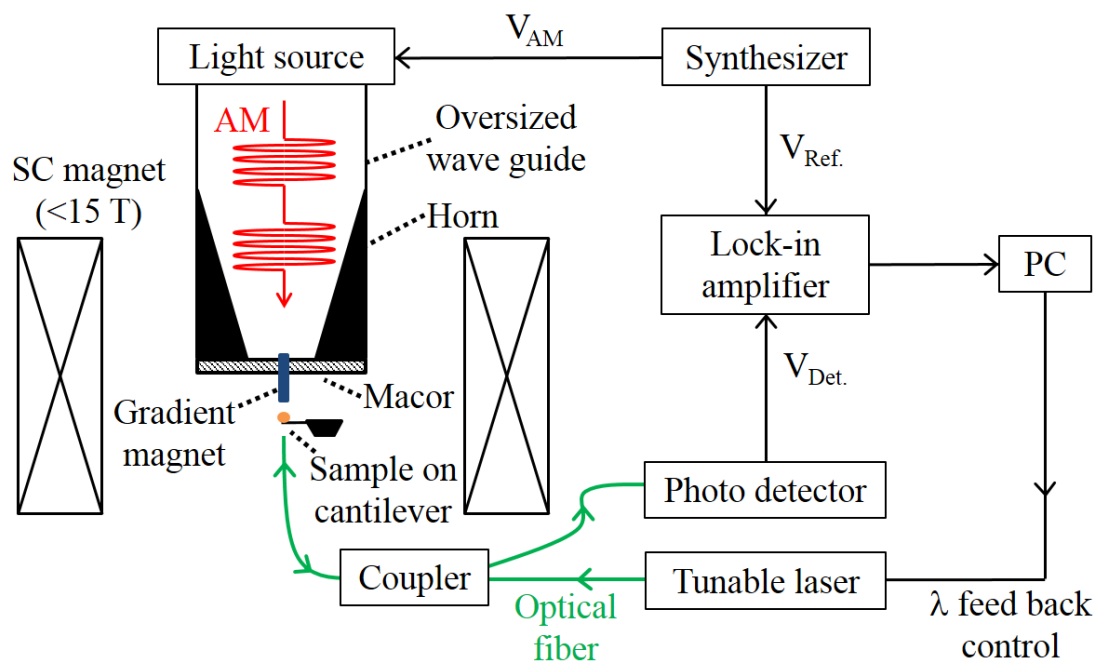 V_AM
Light source
Synthesizer
AM
Oversized
wave guide
V_Ref.
SC magnet
(<15 T)
Horn
Lock-in
amplifier
PC
V_Det.
Macor
Gradient
magnet
Sample on
cantilever
Photo detector
Coupler
Tunable laser
Optical
fiber
λ feed back
control